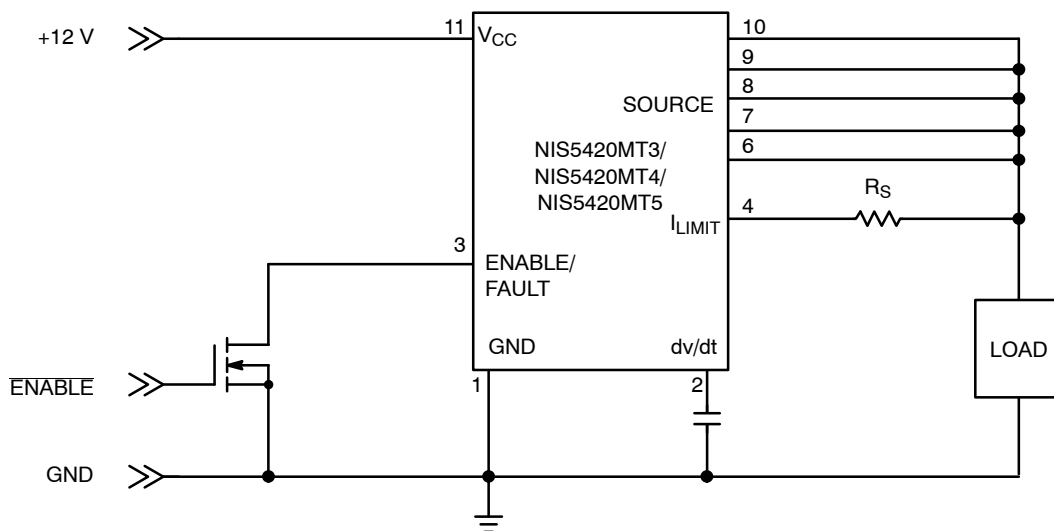 +12 V
11
V_CC
10
9
8
SOURCE
7
NIS5420MT3/
6
NIS5420MT4/
NIS5420MT5
R_S
4
I_LIMIT
3
ENABLE/
FAULT
GND
dv/dt
LOAD
ENABLE
1
2
GND